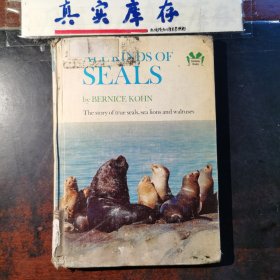 真实库存
ALL KINDS OF
SEALS
by BERNICE KOHN
The story of true seals, sea lions and walruses